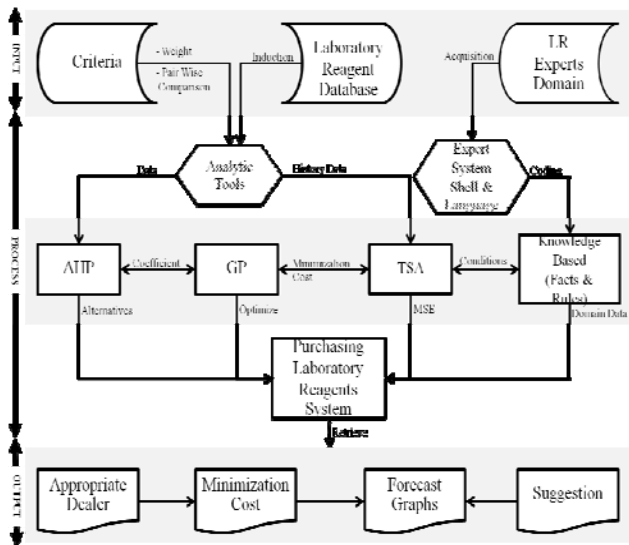 INPUT
Criteria
- Weight
- Pair Wise
Comparison
Induction
Laboratory
Reagent
Database
Acquisition
LR
Experts
Domain
PROCESS
Data
Analytic
Tools
History Data
Expert
System
Shell &
Language
Coding
AHP
Coefficient
GP
Minimization
Cost
TSA
Conditions
Knowledge
Based
(Facts &
Rules)
Alternatives
Optimize
MSE
Domain Data
Purchasing
Laboratory
Reagents
System
Retrieve
OUTPUT
Appropriate
Dealer
Minimization
Cost
Forecast
Graphs
Suggestion